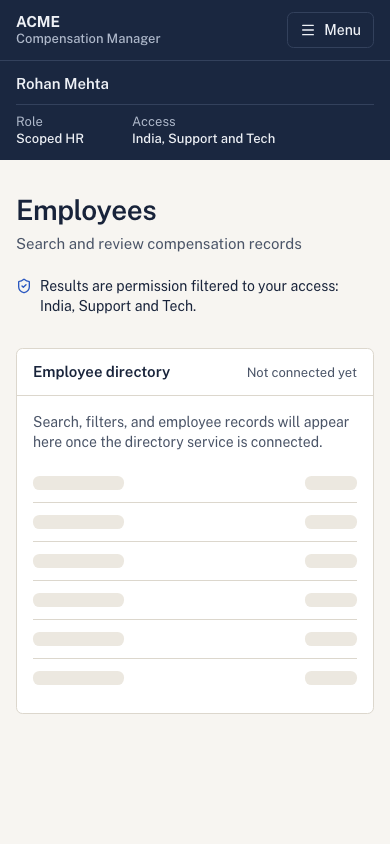 ACME
Compensation Manager
Menu
Rohan Mehta
Role
Access
Scoped HR
India, Support and Tech
Employees
Search and review compensation records
Results are permission filtered to your access:
India, Support and Tech.
Employee directory
Not connected yet
Search, filters, and employee records will appear
here once the directory service is connected.